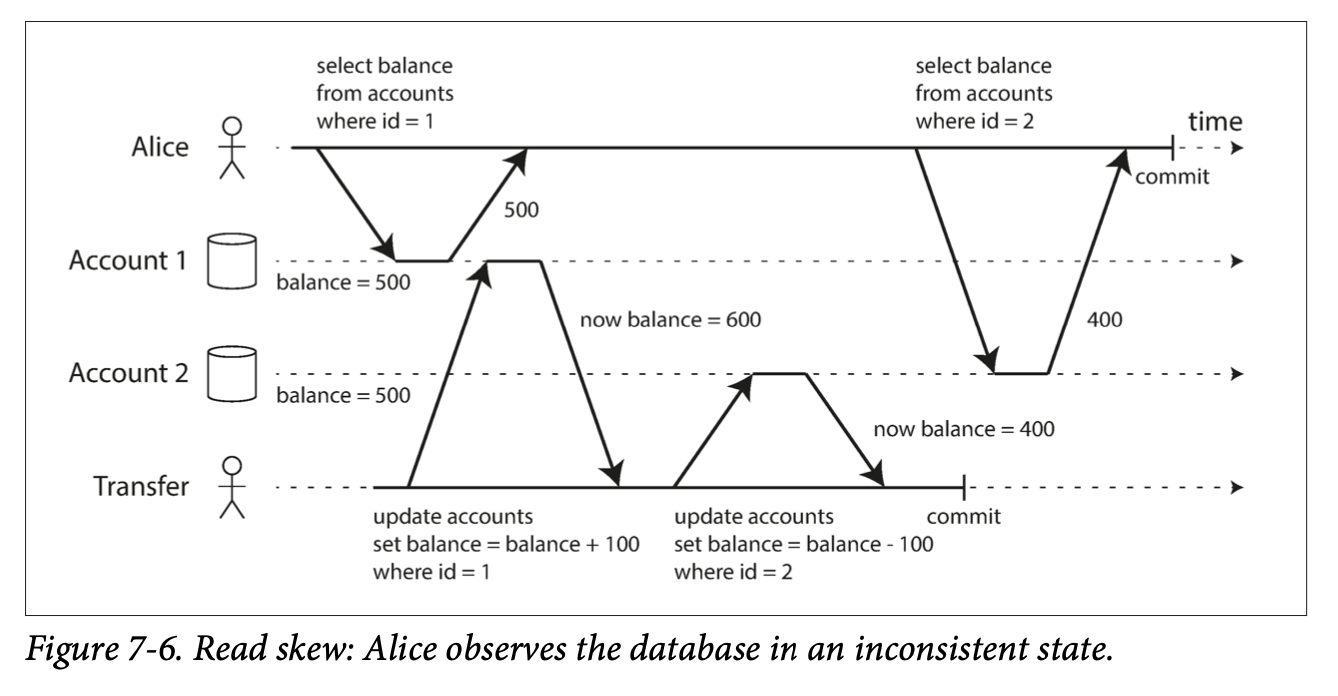 select balance
from accounts
where id = 1
select balance
from accounts
where id = 2
time
Alice
commit
500
Account 1
balance = 500
now balance = 600
400
Account 2
balance = 500
now balance = 400
Transfer
update accounts
set balance = balance + 100
where id = 1
update accounts
set balance = balance - 100
where id = 2
commit
Figure 7-6. Read skew: Alice observes the database in an inconsistent state.